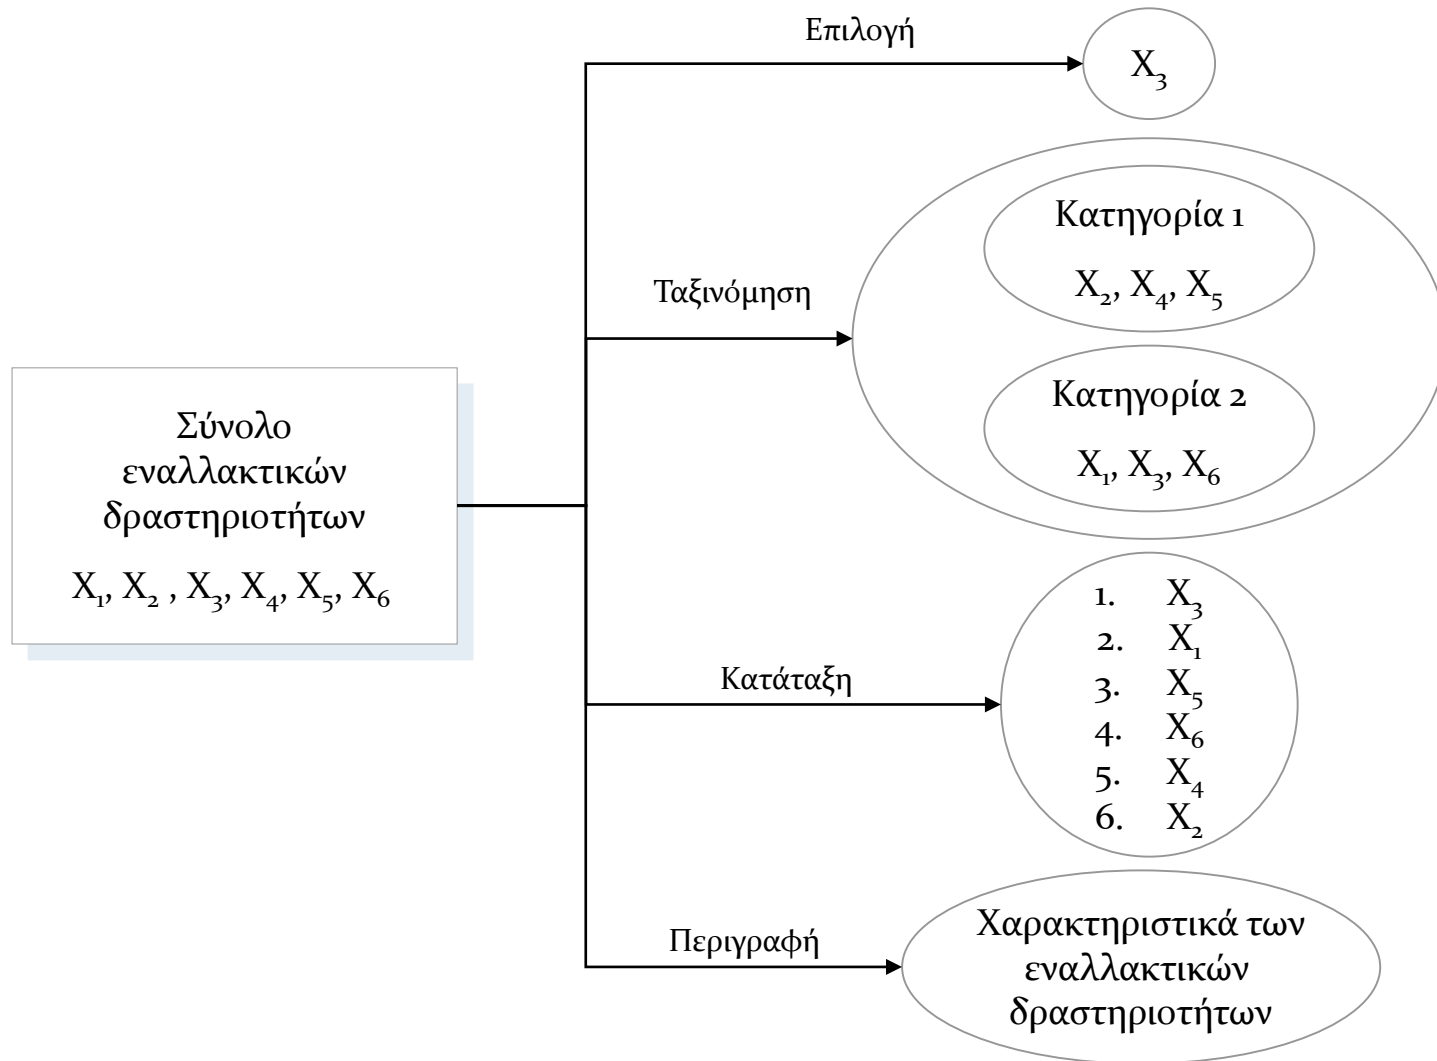 Επιλογή
X₃
Κατηγορία 1
X₂, X₄, X₅
Ταξινόμηση
Κατηγορία 2
X₁, X₃, X₆
Σύνολο
εναλλακτικών
δραστηριοτήτων
X₁, X₂ , X₃, X₄, X₅, X₆
Κατάταξη
1. X₃
2. X₁
3. X₅
4. X₆
5. X₄
6. X₂
Περιγραφή
Χαρακτηριστικά των
εναλλακτικών
δραστηριοτήτων